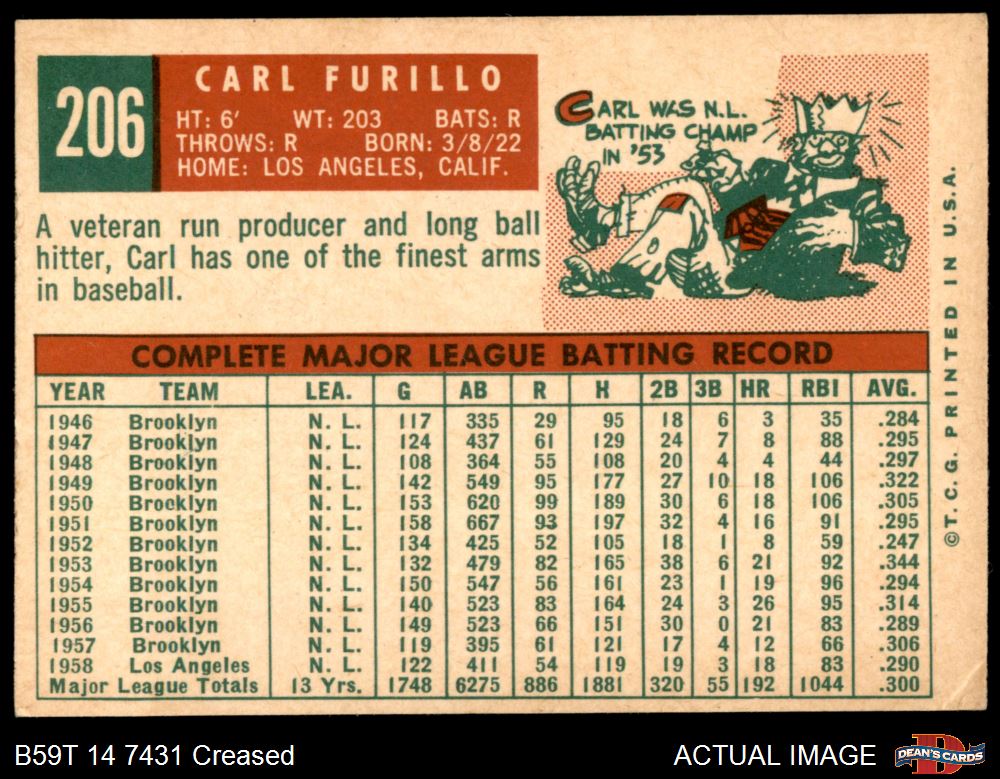 206
CARL FURILLO
HT: 6' WT: 203 BATS: R
THROWS: R BORN: 3/8/22
HOME: LOS ANGELES, CALIF.
CARL WAS N.L.
BATTING CHAMP
IN '53
A veteran run producer and long ball
hitter, Carl has one of the finest arms
in baseball.
COMPLETE MAJOR LEAGUE BATTING RECORD
YEAR TEAM LEA. G AB R H 2B 3B HR RBI AVG.
1946 Brooklyn N. L. 117 335 29 95 18 6 3 35 .284
1947 Brooklyn N. L. 124 437 61 129 24 7 8 88 .295
1948 Brooklyn N. L. 108 364 55 108 20 4 4 44 .297
1949 Brooklyn N. L. 142 549 95 177 27 10 18 106 .322
1950 Brooklyn N. L. 153 620 99 189 30 6 18 106 .305
1951 Brooklyn N. L. 158 667 93 197 32 4 16 91 .295
1952 Brooklyn N. L. 134 425 52 105 18 1 8 59 .247
1953 Brooklyn N. L. 132 479 82 165 38 6 21 92 .344
1954 Brooklyn N. L. 150 547 56 161 23 1 19 96 .294
1955 Brooklyn N. L. 140 523 83 164 24 3 26 95 .314
1956 Brooklyn N. L. 149 523 66 151 30 0 21 83 .289
1957 Brooklyn N. L. 119 395 61 121 17 4 12 66 .306
1958 Los Angeles N. L. 122 411 54 119 19 3 18 83 .290
Major League Totals 13 Yrs. 1748 6275 886 1881 320 55 192 1044 .300
©T. C. G. PRINTED IN U.S.A.
B59T 14 7431 Creased
ACTUAL IMAGE
D
DEAN'S CARDS